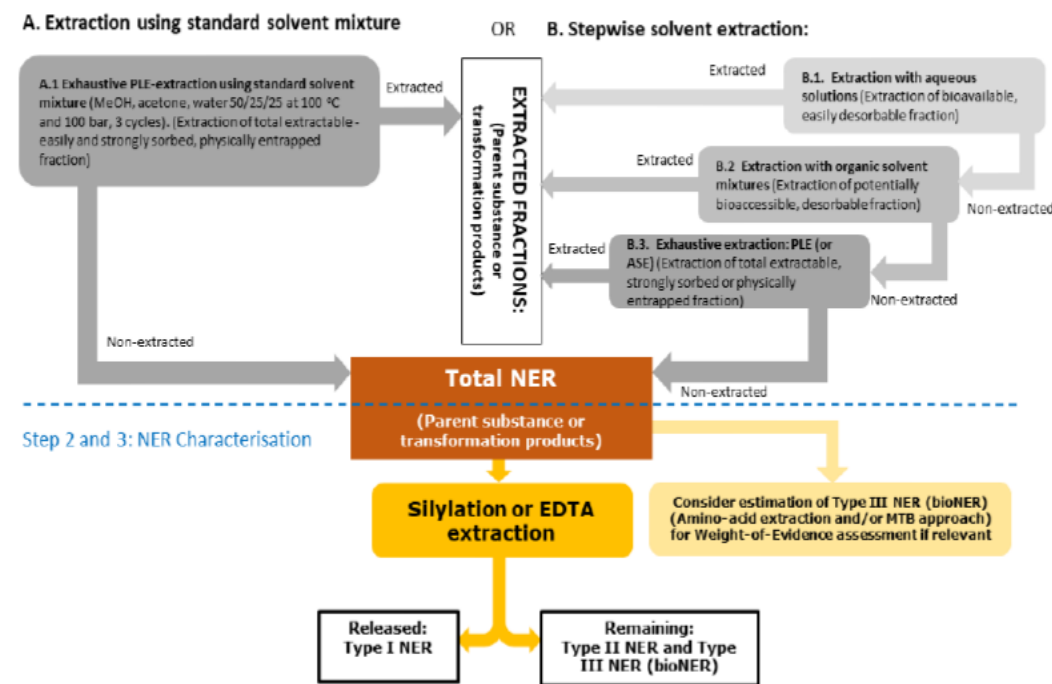 A. Extraction using standard solvent mixture
OR
B. Stepwise solvent extraction:
A.1 Exhaustive PLE-extraction using standard solvent
mixture (MeOH, acetone, water 50/25/25 at 100 ºC
and 100 bar, 3 cycles). (Extraction of total extractable -
easily and strongly sorbed, physically entrapped
fraction)
Extracted
Non-extracted
EXTRACTED FRACTIONS:
(Parent substance or
transformation products)
Extracted
B.1. Extraction with aqueous
solutions (Extraction of bioavailable,
easily desorbable fraction)
Non-extracted
Extracted
B.2 Extraction with organic solvent
mixtures (Extraction of potentially
bioaccessible, desorbable fraction)
Non-extracted
Extracted
B.3. Exhaustive extraction: PLE (or
ASE) (Extraction of total extractable,
strongly sorbed or physically
entrapped fraction)
Non-extracted
Total NER
(Parent substance or
transformation products)
Step 2 and 3: NER Characterisation
Silylation or EDTA
extraction
Consider estimation of Type III NER (bioNER)
(Amino-acid extraction and/or MTB approach)
for Weight-of-Evidence assessment if relevant
Released:
Type I NER
Remaining:
Type II NER and Type
III NER (bioNER)